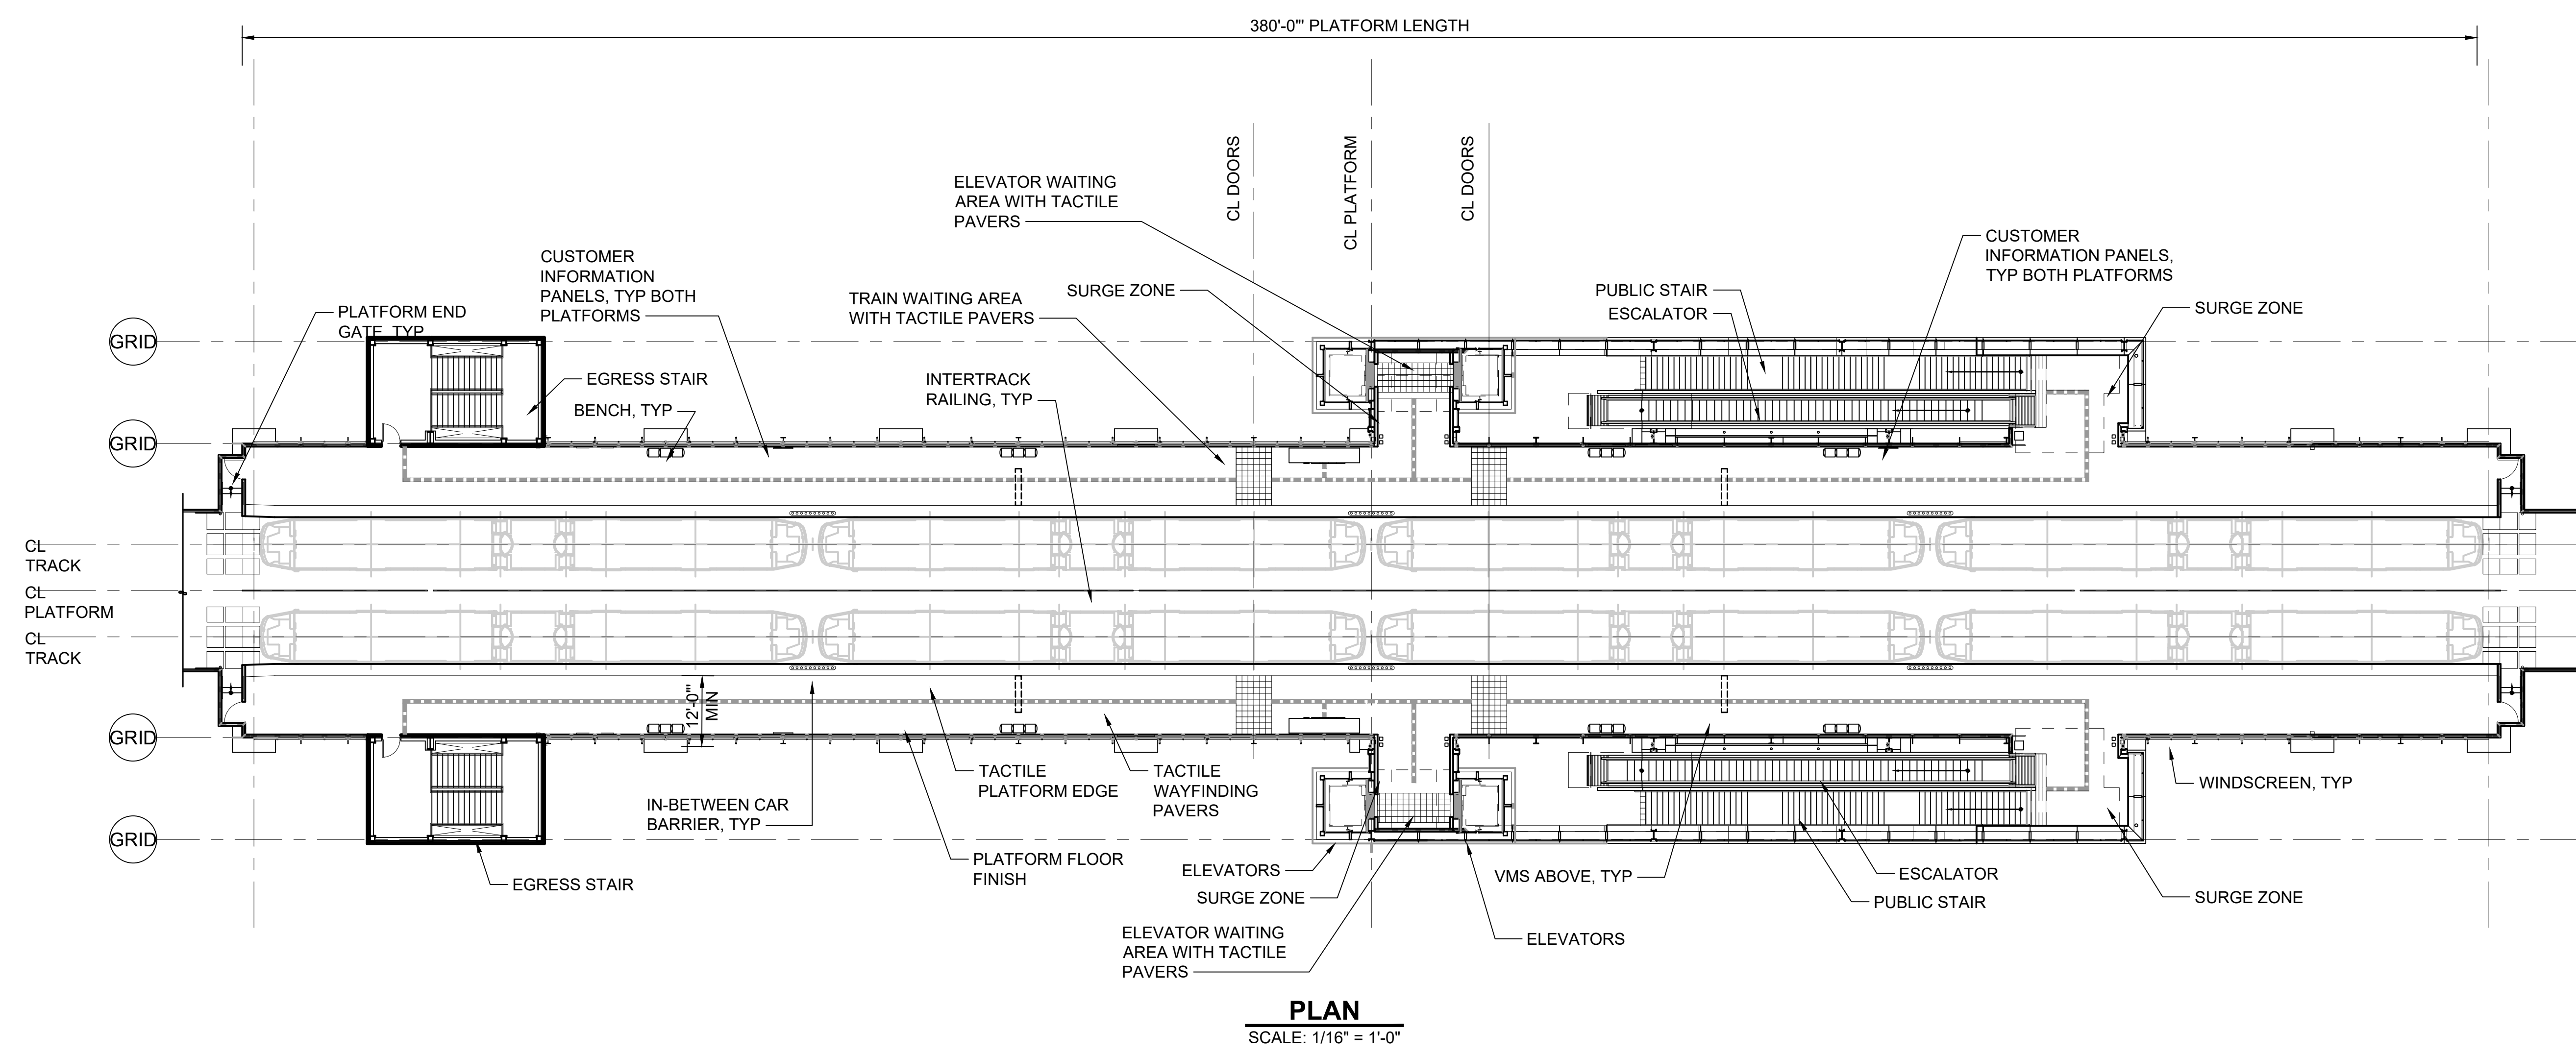 380'-0'" PLATFORM LENGTH
CL DOORS
CL PLATFORM
CL DOORS
ELEVATOR WAITING
AREA WITH TACTILE
PAVERS
CUSTOMER
INFORMATION
PANELS, TYP BOTH
PLATFORMS
TRAIN WAITING AREA
WITH TACTILE PAVERS
SURGE ZONE
PUBLIC STAIR
ESCALATOR
CUSTOMER
INFORMATION PANELS,
TYP BOTH PLATFORMS
SURGE ZONE
PLATFORM END
GATE, TYP
GRID
EGRESS STAIR
BENCH, TYP
INTERTRACK
RAILING, TYP
GRID
CL
TRACK
CL
PLATFORM
CL
TRACK
12'-0'"
MIN
GRID
TACTILE
PLATFORM EDGE
TACTILE
WAYFINDING
PAVERS
WINDSCREEN, TYP
IN-BETWEEN CAR
BARRIER, TYP
GRID
PLATFORM FLOOR
FINISH
EGRESS STAIR
ELEVATORS
SURGE ZONE
VMS ABOVE, TYP
ESCALATOR
PUBLIC STAIR
SURGE ZONE
ELEVATOR WAITING
AREA WITH TACTILE
PAVERS
ELEVATORS
PLAN
SCALE: 1/16" = 1'-0"